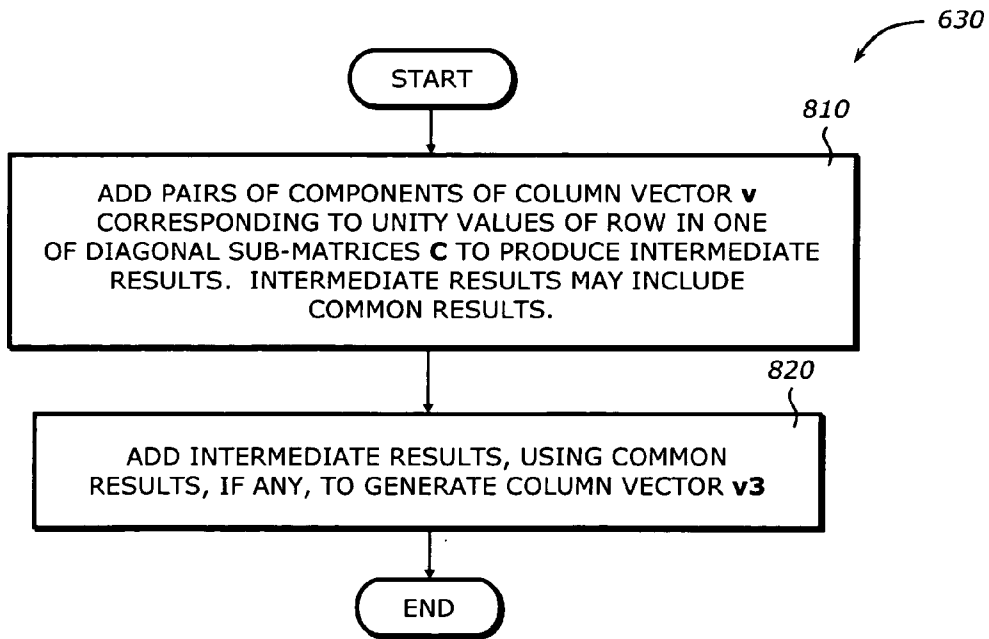 630
START
810
ADD PAIRS OF COMPONENTS OF COLUMN VECTOR v
CORRESPONDING TO UNITY VALUES OF ROW IN ONE
OF DIAGONAL SUB-MATRICES C TO PRODUCE INTERMEDIATE
RESULTS. INTERMEDIATE RESULTS MAY INCLUDE
COMMON RESULTS.
820
ADD INTERMEDIATE RESULTS, USING COMMON
RESULTS, IF ANY, TO GENERATE COLUMN VECTOR v3
END